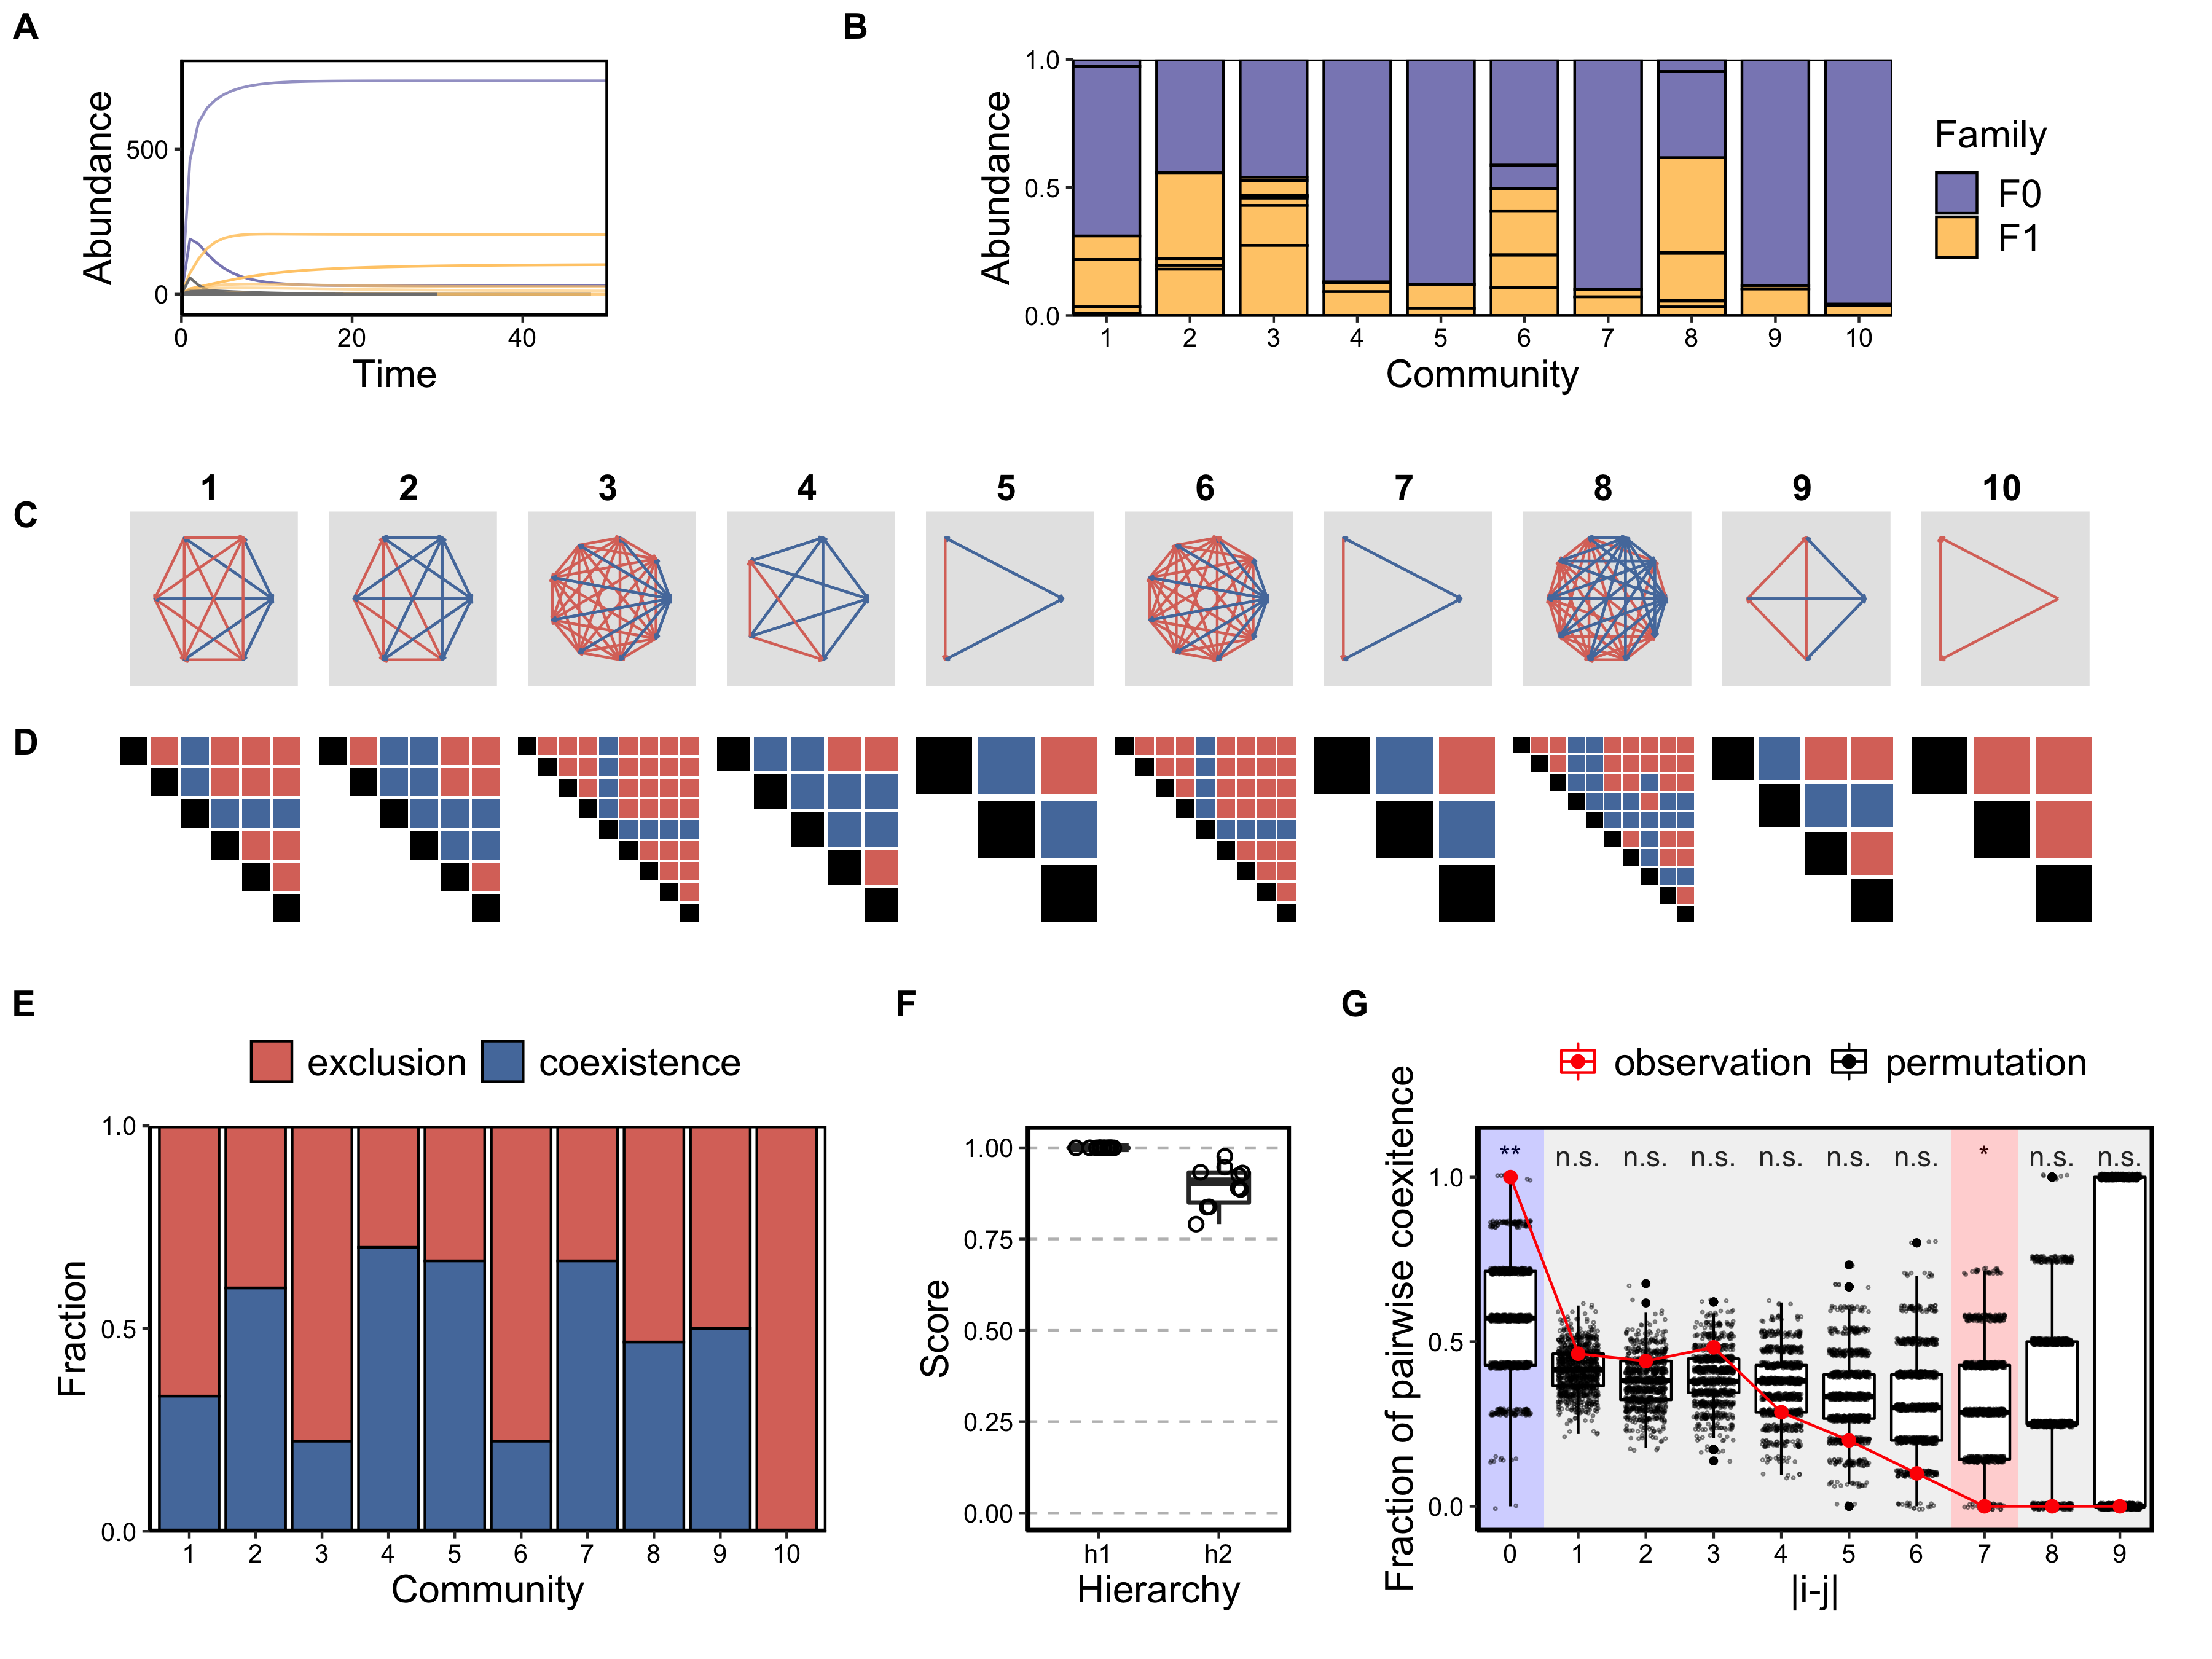 A
Abundance
500
0
0 20 40
Time
B
Abundance
1.0
0.5
0.0
1 2 3 4 5 6 7 8 9 10
Community
Family
F0
F1
1 2 3 4 5 6 7 8 9 10
C
D
E
exclusion coexistence
Fraction
1.0
0.5
0.0
1 2 3 4 5 6 7 8 9 10
Community
F
Score
1.00
0.75
0.50
0.25
0.00
h1 h2
Hierarchy
G
observation permutation
Fraction of pairwise coexitence
** n.s. n.s. n.s. n.s. n.s. n.s. * n.s. n.s.
1.0
0.5
0.0
0 1 2 3 4 5 6 7 8 9
|i-j|